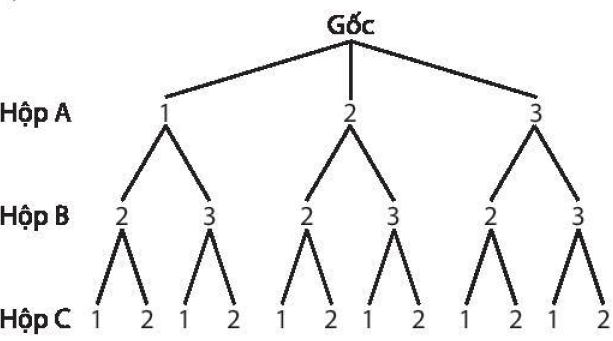 Gốc
Hộp A 1 2 3
Hộp B 2 3 2 3 2 3
Hộp C 1 2 1 2 1 2 1 2 1 2 1 2